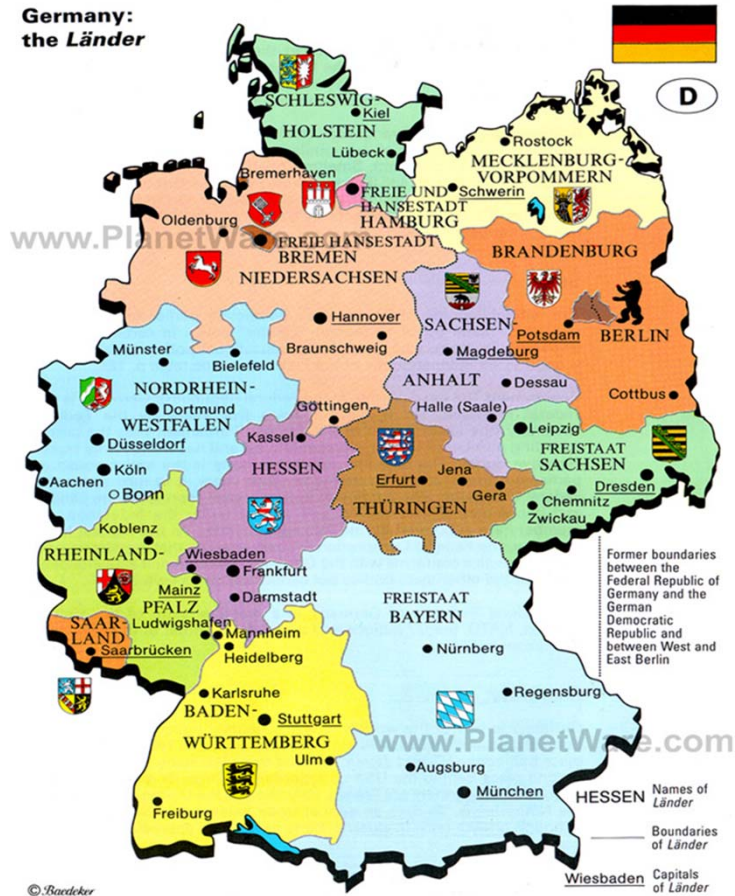 Germany:
the Länder
D
SCHLESWIG-
Kiel
HOLSTEIN
Lübeck
Rostock
MECKLENBURG-
VORPOMMERN
Schwerin
Bremerhaven
FREIE UND
HANSESTADT
HAMBURG
Oldenburg
www.PlanetWare.com
FREIE HANSESTADT
BREMEN
NIEDERSACHSEN
BRANDENBURG
Hannover
Braunschweig
SACHSEN-
Potsdam
BERLIN
Magdeburg
Münster
Bielefeld
ANHALT
Dessau
NORDRHEIN-
Cottbus
Dortmund
WESTFALEN
Göttingen
Halle (Saale)
Düsseldorf
Kassel
Leipzig
FREISTAAT
SACHSEN
Köln
HESSEN
Aachen
Bonn
Erfurt
Jena
Gera
Dresden
THÜRINGEN
Chemnitz
Zwickau
Koblenz
RHEINLAND-
Wiesbaden
Frankfurt
Mainz
Darmstadt
PFALZ
FREISTAAT
BAYERN
SAAR-
LAND
Ludwigshafen
Mannheim
Saarbrücken
Heidelberg
Nürnberg
Former boundaries
between the
Federal Republic of
Germany and the
German
Democratic
Republic and
between West and
East Berlin
Karlsruhe
Regensburg
BADEN-
Stuttgart
WÜRTTEMBERG
www.PlanetWare.com
Ulm
Augsburg
München
Freiburg
HESSEN
Names of
Länder
Boundaries
of Länder
Wiesbaden
Capitals
of Länder
© Baedeker